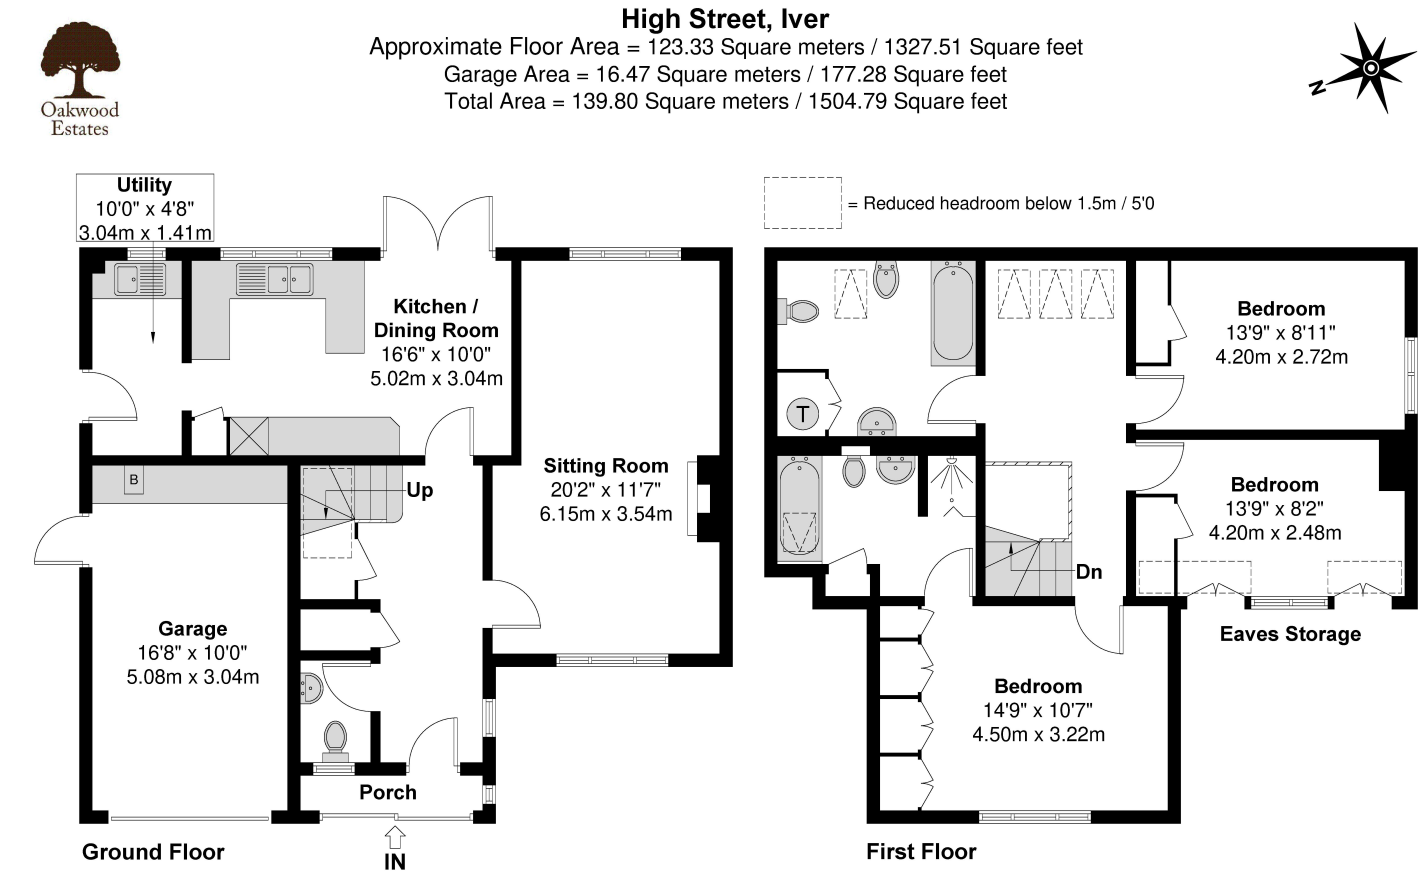 High Street, Iver
Approximate Floor Area = 123.33 Square meters / 1327.51 Square feet
Garage Area = 16.47 Square meters / 177.28 Square feet
Total Area = 139.80 Square meters / 1504.79 Square feet
Oakwood
Estates
N
Utility
10'0" x 4'8"
3.04m x 1.41m
= Reduced headroom below 1.5m / 5'0
Kitchen /
Dining Room
16'6" x 10'0"
5.02m x 3.04m
Sitting Room
20'2" x 11'7"
6.15m x 3.54m
B
Up
Garage
16'8" x 10'0"
5.08m x 3.04m
Porch
IN
Ground Floor
T
Bedroom
13'9" x 8'11"
4.20m x 2.72m
Bedroom
13'9" x 8'2"
4.20m x 2.48m
Dn
Eaves Storage
Bedroom
14'9" x 10'7"
4.50m x 3.22m
First Floor